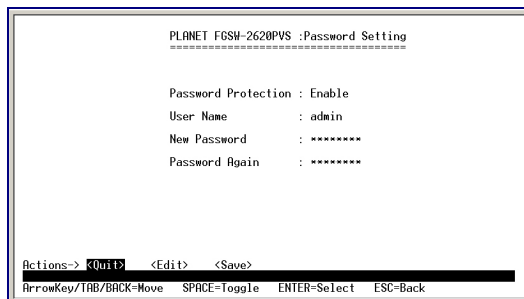 PLANET FGSW-2620PVS :Password Setting
=====================================
Password Protection : Enable
User Name : admin
New Password : ********
Password Again : ********
Actions-> <Quit> <Edit> <Save>
ArrowKey/TAB/BACK=Move SPACE=Toggle ENTER=Select ESC=Back